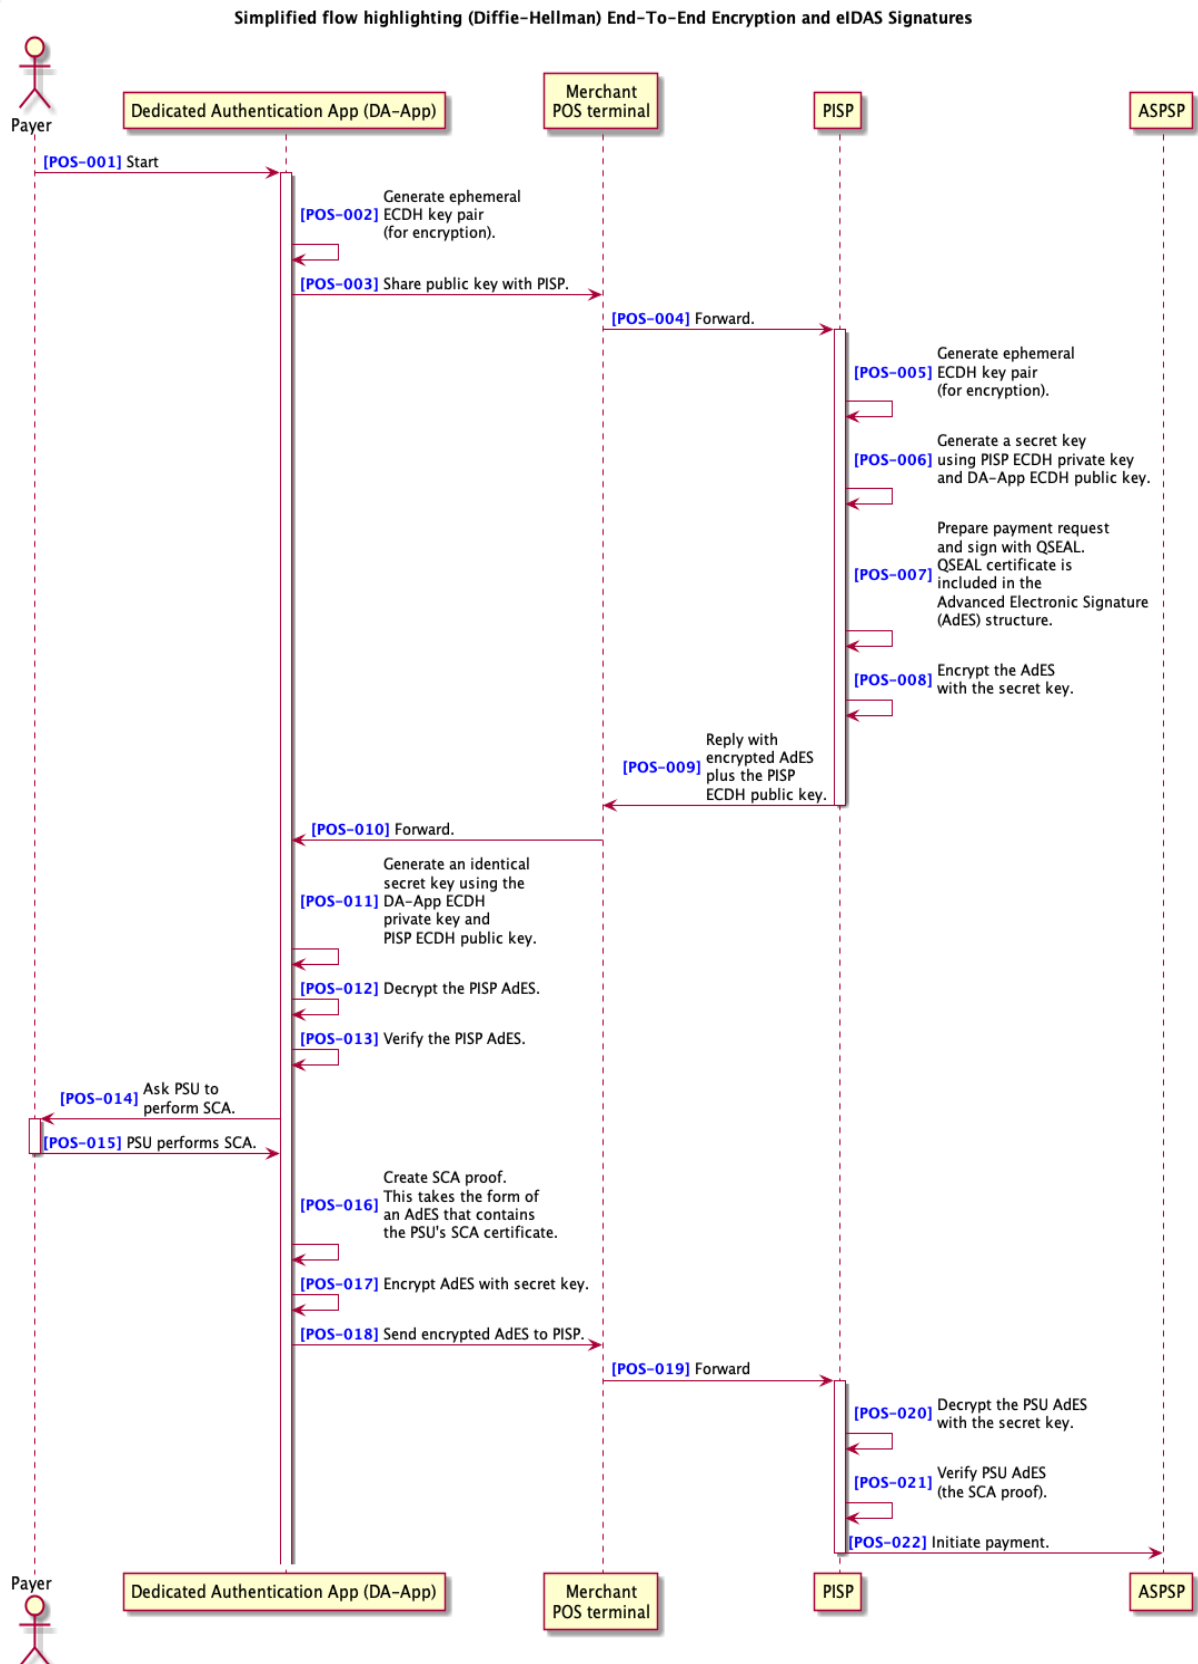 Simplified flow highlighting (Diffie-Hellman) End-To-End Encryption and eIDAS Signatures
Payer
Dedicated Authentication App (DA-App)
Merchant
POS terminal
PISP
ASPSP
[POS-001] Start
Generate ephemeral
[POS-002] ECDH key pair
(for encryption).
[POS-003] Share public key with PISP.
[POS-004] Forward.
Generate ephemeral
[POS-005] ECDH key pair
(for encryption).
Generate a secret key
[POS-006] using PISP ECDH private key
and DA-App ECDH public key.
Prepare payment request
and sign with QSEAL.
[POS-007] QSEAL certificate is
included in the
Advanced Electronic Signature
(AdES) structure.
[POS-008] Encrypt the AdES
with the secret key.
Reply with
encrypted AdES
[POS-009] plus the PISP
ECDH public key.
[POS-010] Forward.
Generate an identical
secret key using the
[POS-011] DA-App ECDH
private key and
PISP ECDH public key.
[POS-012] Decrypt the PISP AdES.
[POS-013] Verify the PISP AdES.
[POS-014] Ask PSU to
perform SCA.
[POS-015] PSU performs SCA.
Create SCA proof.
[POS-016] This takes the form of
an AdES that contains
the PSU's SCA certificate.
[POS-017] Encrypt AdES with secret key.
[POS-018] Send encrypted AdES to PISP.
[POS-019] Forward
[POS-020] Decrypt the PSU AdES
with the secret key.
[POS-021] Verify PSU AdES
(the SCA proof).
[POS-022] Initiate payment.
Payer
Dedicated Authentication App (DA-App)
Merchant
POS terminal
PISP
ASPSP